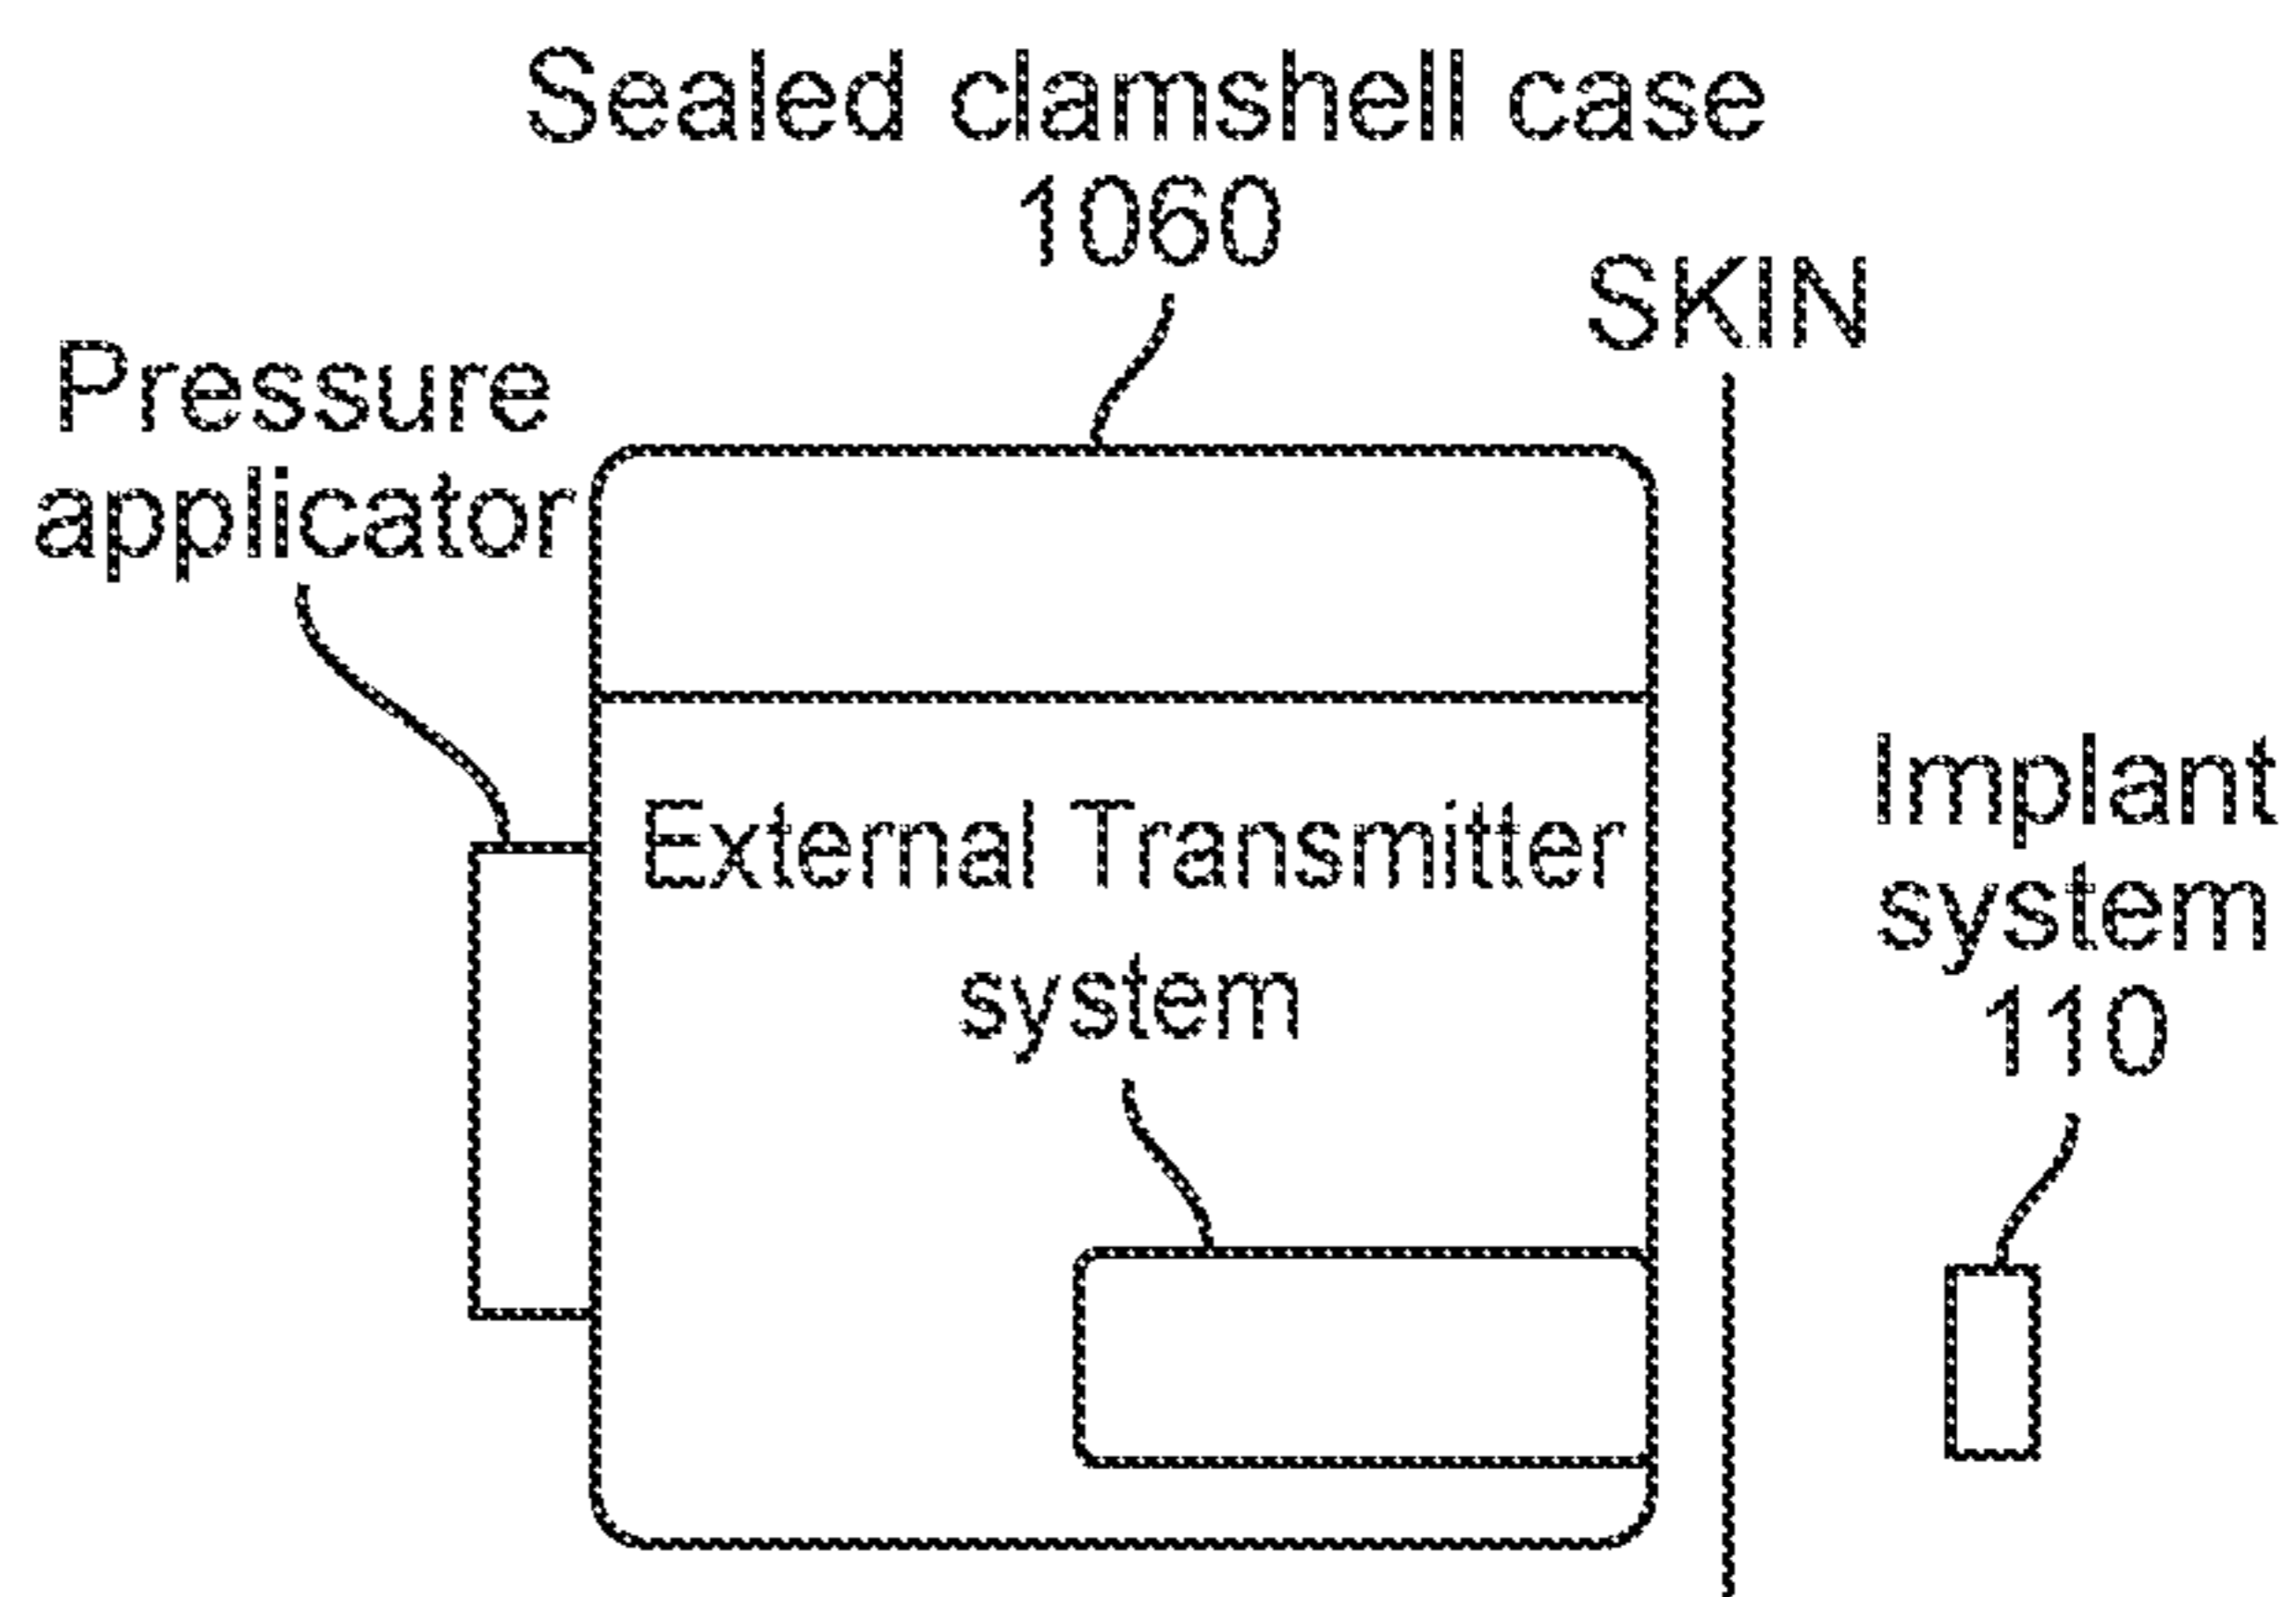 Sealed clamshell case
1060
SKIN
Pressure
applicator
External Transmitter
system
Implant
system
110